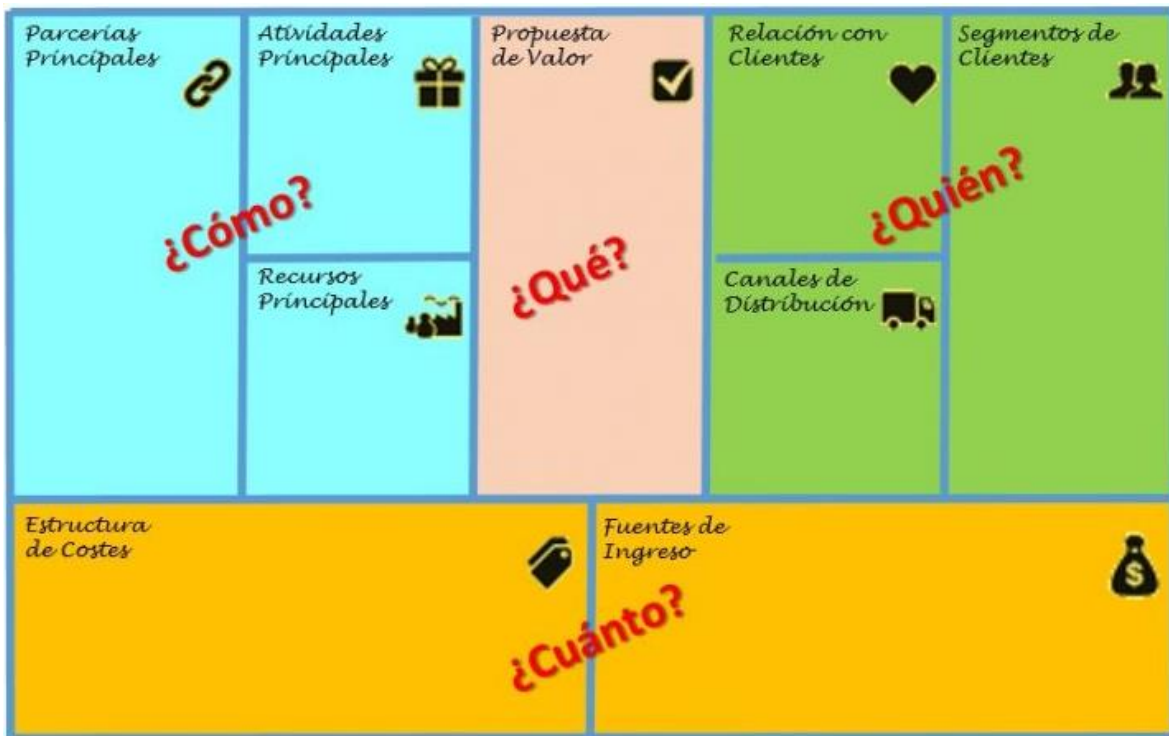 Parcerías
Principales
Atividades
Principales
Propuesta
de Valor
Relación con
Clientes
Segmentos de
Clientes
¿Cómo?
¿Qué?
¿Quién?
Recursos
Principales
Canales de
Distribución
Estructura
de Costes
Fuentes de
Ingreso
$
¿Cuánto?